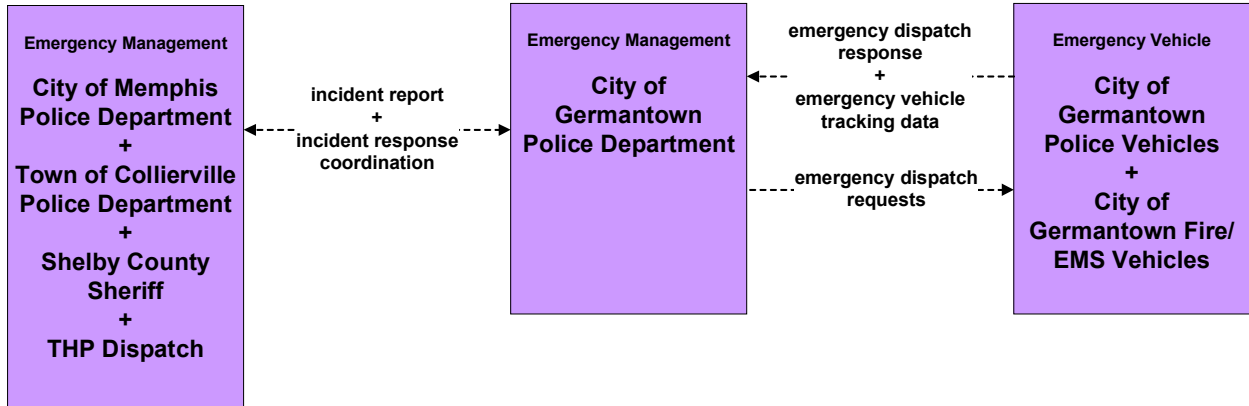 Emergency Management
City of Memphis
Police Department
+
Town of Collierville
Police Department
+
Shelby County
Sheriff
+
THP Dispatch
incident report
+
incident response
coordination
Emergency Management
City of
Germantown
Police Department
emergency dispatch
response
+
emergency vehicle
tracking data
emergency dispatch
requests
Emergency Vehicle
City of
Germantown
Police Vehicles
+
City of
Germantown Fire/
EMS Vehicles